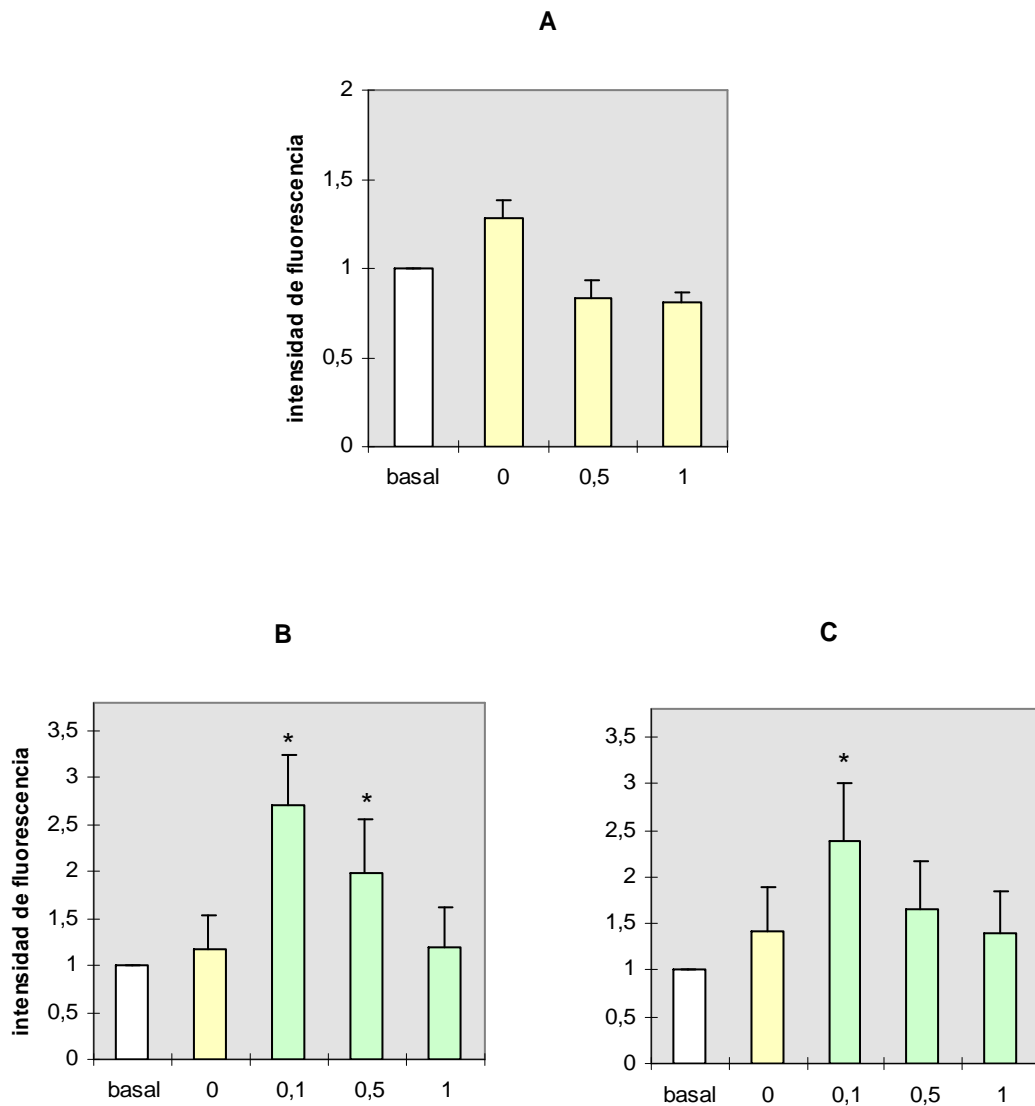 A
intensidad de fluorescencia
2
1,5
1
0,5
0
basal 0 0,5 1
B
intensidad de fluorescencia
3,5
3
2,5
2
1,5
1
0,5
0
* *
basal 0 0,1 0,5 1
C
3,5
3
2,5
2
1,5
1
0,5
0
*
basal 0 0,1 0,5 1